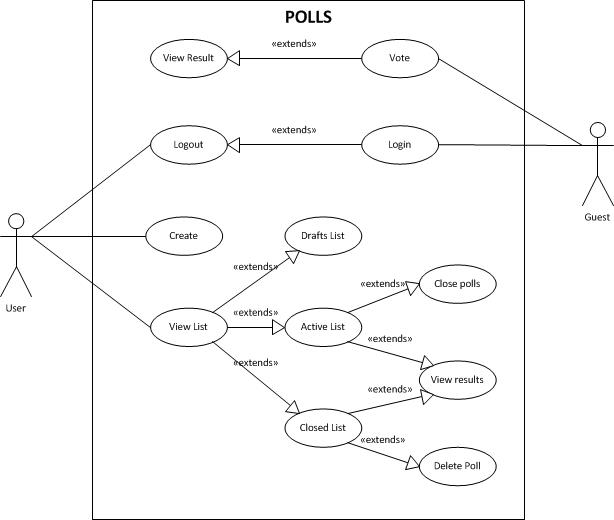 POLLS
«extends»
View Result
Vote
«extends»
Logout
Login
Guest
Create
Drafts List
User
«extends»
«extends»
Close polls
«extends»
View List
Active List
«extends»
«extends»
View results
«extends»
Closed List
«extends»
Delete Poll